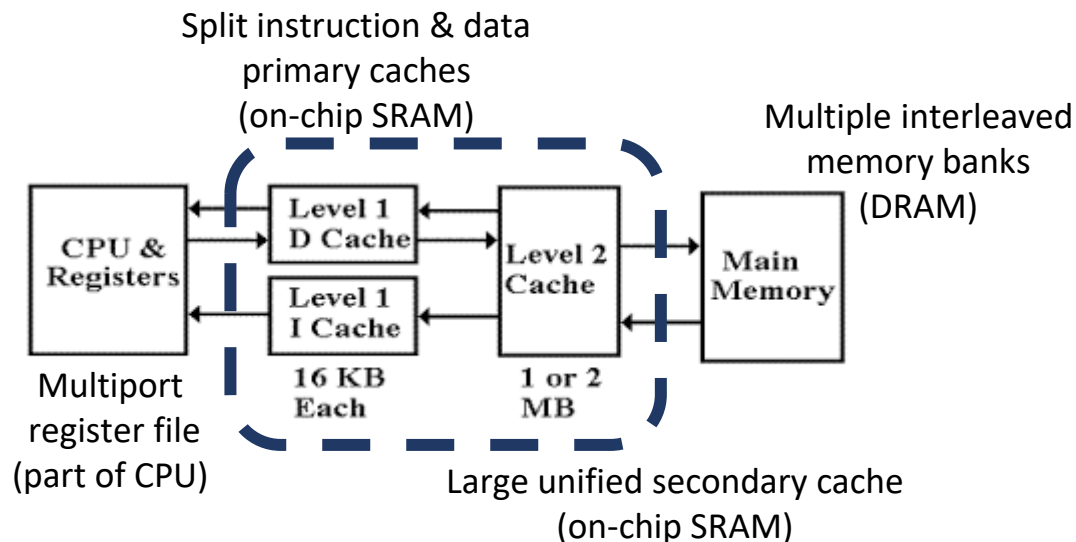 Split instruction & data
primary caches
(on-chip SRAM)
Multiple interleaved
memory banks
(DRAM)
CPU &
Registers
Level 1
D Cache
Level 1
I Cache
Level 2
Cache
Main
Memory
16 KB
Each
1 or 2
MB
Multiport
register file
(part of CPU)
Large unified secondary cache
(on-chip SRAM)